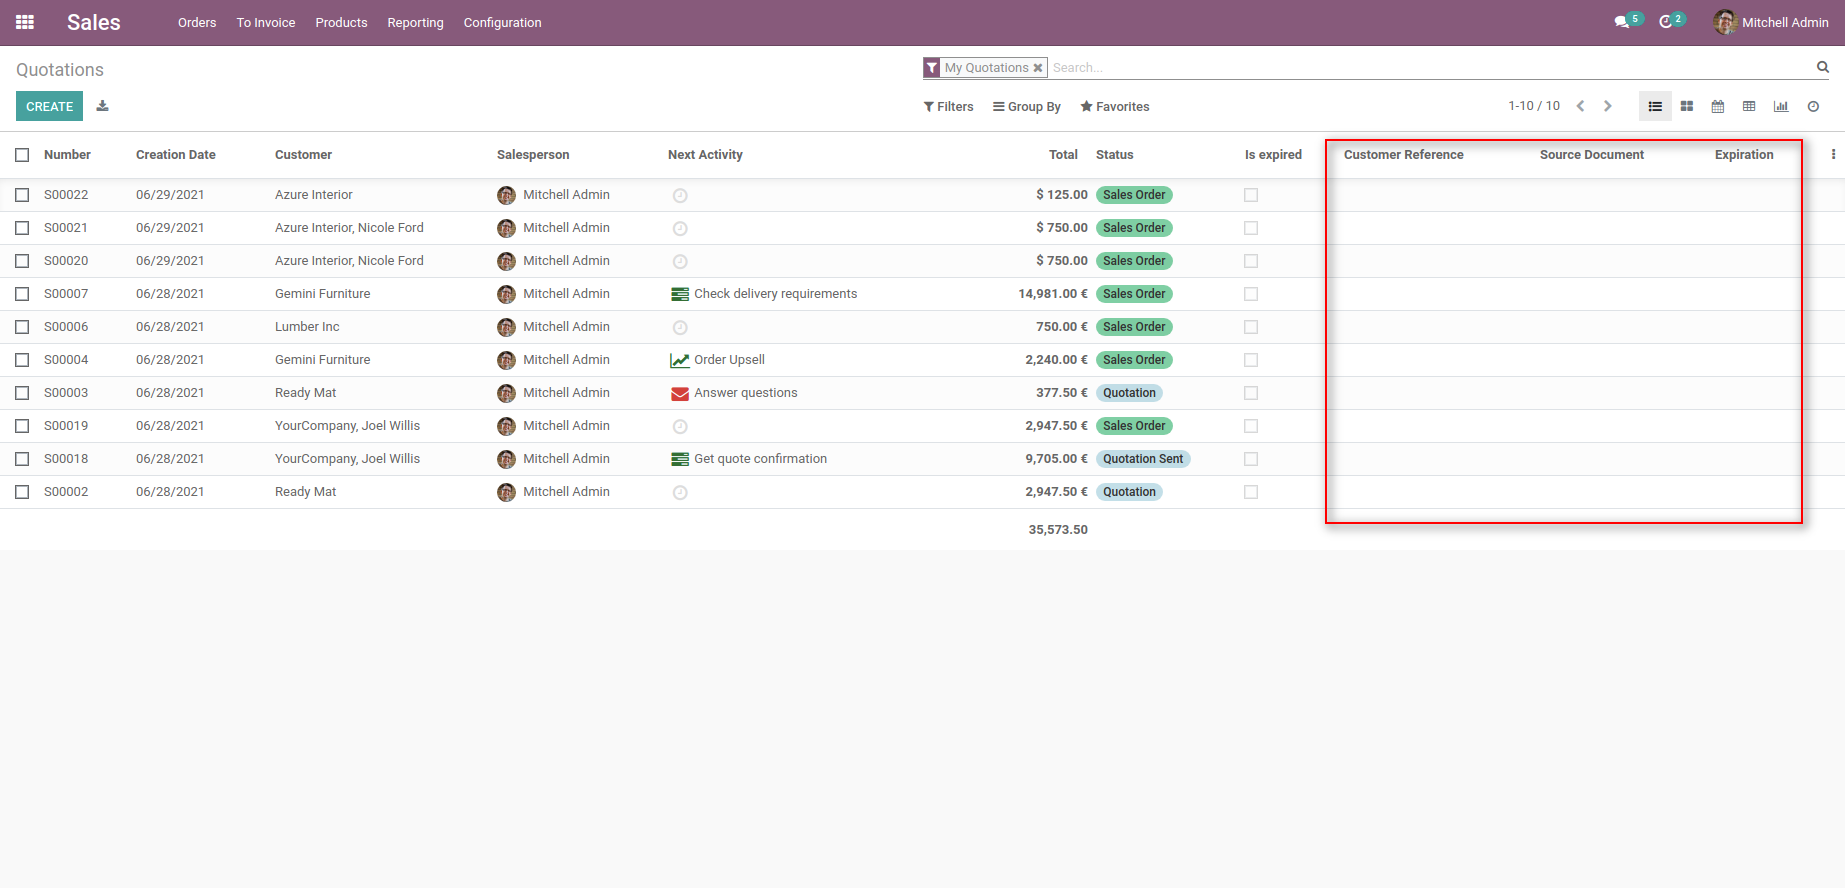 Sales Orders To Invoice Products Reporting Configuration 5 2 Mitchell Admin
Quotations My Quotations Search...
CREATE Filters Group By Favorites 1-10 / 10
Number Creation Date Customer Salesperson Next Activity Total Status Is expired Customer Reference Source Document Expiration
S00022 06/29/2021 Azure Interior Mitchell Admin $ 125.00 Sales Order
S00021 06/29/2021 Azure Interior, Nicole Ford Mitchell Admin $ 750.00 Sales Order
S00020 06/29/2021 Azure Interior, Nicole Ford Mitchell Admin $ 750.00 Sales Order
S00007 06/28/2021 Gemini Furniture Mitchell Admin Check delivery requirements 14,981.00 € Sales Order
S00006 06/28/2021 Lumber Inc Mitchell Admin 750.00 € Sales Order
S00004 06/28/2021 Gemini Furniture Mitchell Admin Order Upsell 2,240.00 € Sales Order
S00003 06/28/2021 Ready Mat Mitchell Admin Answer questions 377.50 € Quotation
S00019 06/28/2021 YourCompany, Joel Willis Mitchell Admin 2,947.50 € Sales Order
S00018 06/28/2021 YourCompany, Joel Willis Mitchell Admin Get quote confirmation 9,705.00 € Quotation Sent
S00002 06/28/2021 Ready Mat Mitchell Admin 2,947.50 € Quotation
35,573.50